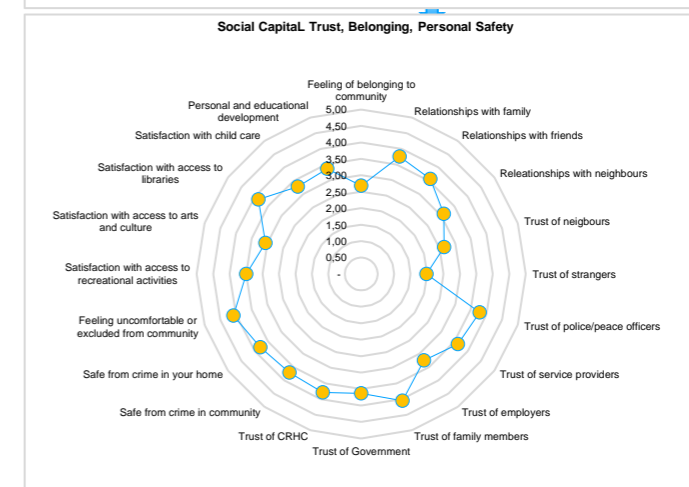 Social CapitaL Trust, Belonging, Personal Safety
Feeling of belonging to
community
Relationships with family
Relationships with friends
Releationships with neighbours
Trust of neigbours
Trust of strangers
Trust of police/peace officers
Trust of service providers
Trust of employers
Trust of family members
Trust of Government
Trust of CRHC
Safe from crime in community
Safe from crime in your home
Feeling uncomfortable or
excluded from community
Satisfaction with access to
recreational activities
Satisfaction with access to arts
and culture
Satisfaction with access to
libraries
Satisfaction with child care
Personal and educational
development
5,00
4,50
4,00
3,50
3,00
2,50
2,00
1,50
1,00
0,50
-